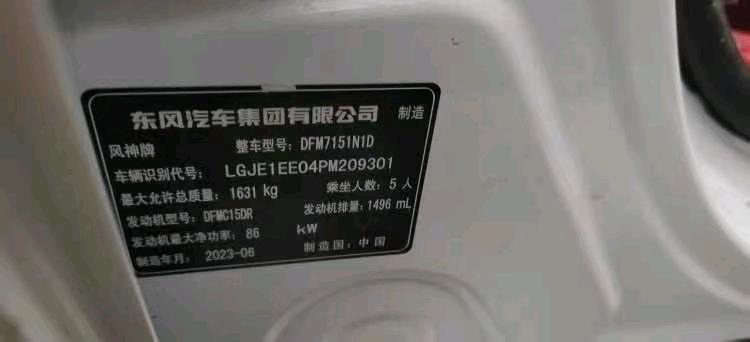 东风汽车集团有限公司 制造
风神牌 整车型号: DFM7151N1D
车辆识别代号: LGJE1EE04PM209301
最大允许总质量: 1631 kg 乘坐人数: 5 人
发动机型号: DFMC15DR 发动机排量: 1496 mL
发动机最大净功率: 86 kW
制造年月: 2023-06 制造国: 中国